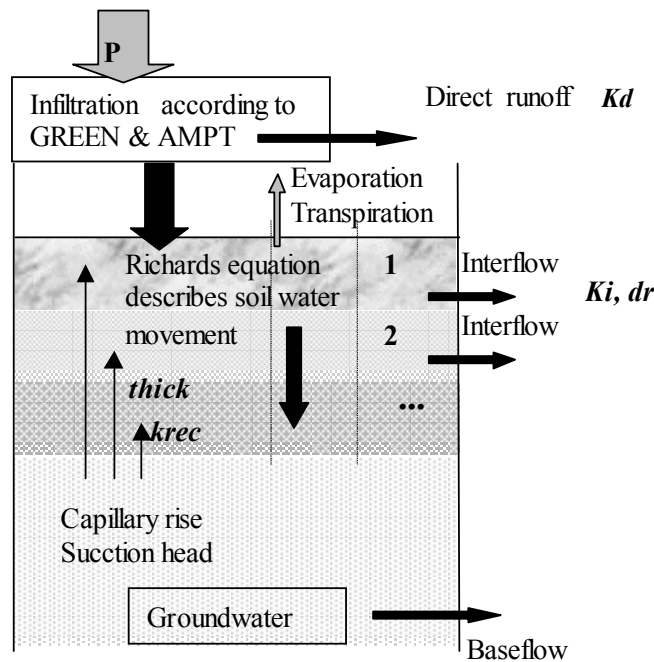 P
Infiltration according to
GREEN & AMPT
Direct runoff Kd
Evaporation
Transpiration
Richards equation
describes soil water
movement
1
Interflow
Ki, dr
2
Interflow
thick
...
krec
Capillary rise
Sucction head
Groundwater
Baseflow